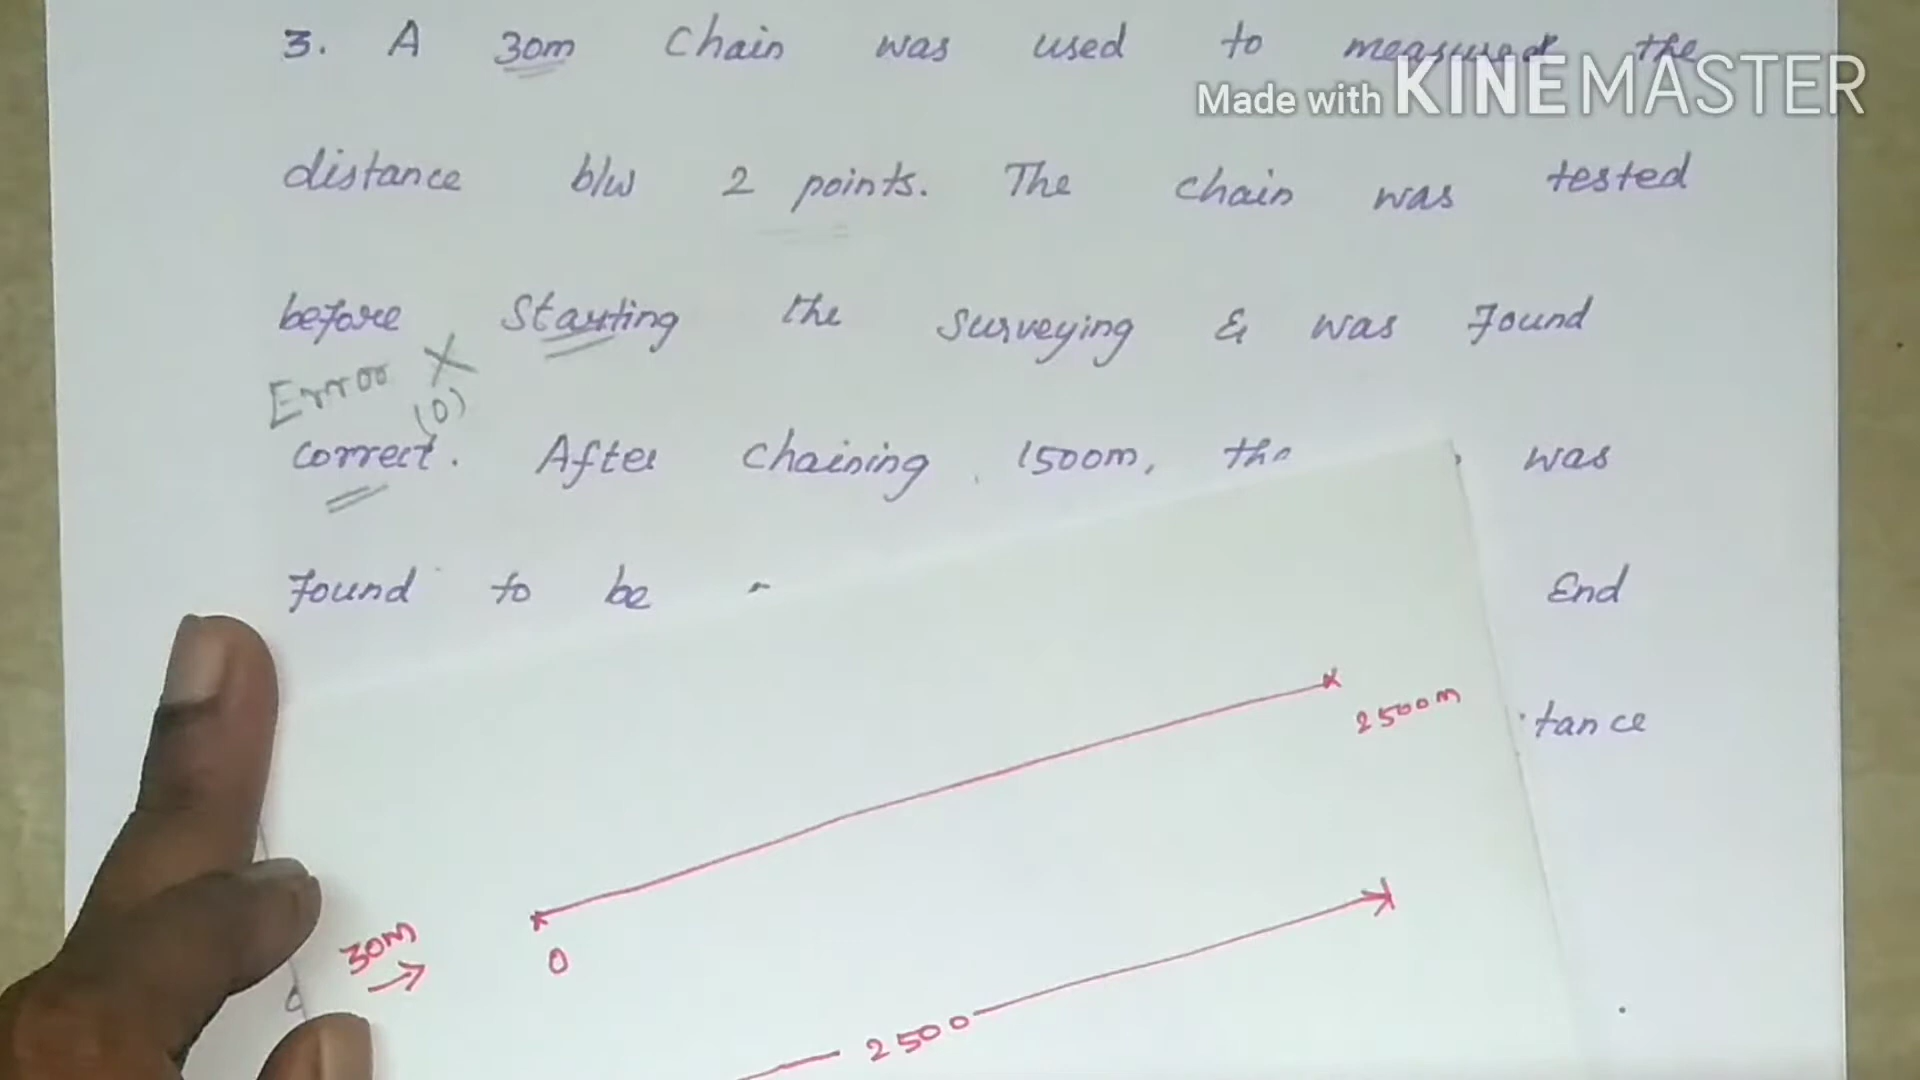 3. A 30m chain was used to measured the
Made with KINEMASTER
distance b/w 2 points. The chain was tested
before starting the surveying & was found
Error X
(0)
correct. After chaining 1500m, the was
found to be End
tance
2500m
30m
0
2500